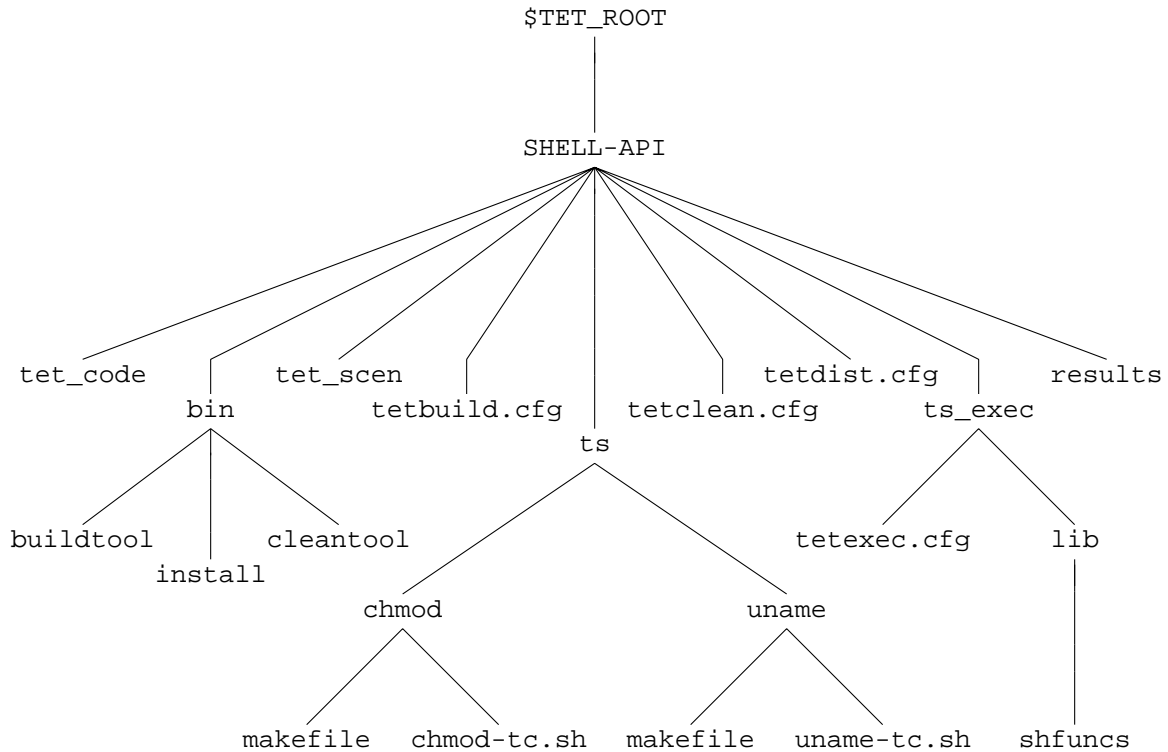 $TET_ROOT
SHELL-API
tet_code tet_scen tetdist.cfg results
bin tetbuild.cfg tetclean.cfg ts_exec
ts
buildtool cleantool tetexec.cfg lib
install
chmod uname
makefile chmod-tc.sh makefile uname-tc.sh shfuncs